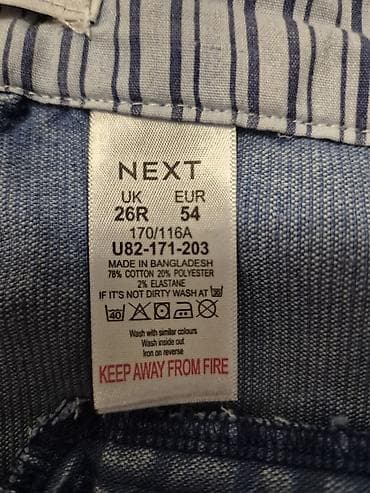 NEXT
UK EUR
26R 54
170/116A
U82-171-203
MADE IN BANGLADESH
78% COTTON 20% POLYESTER
2% ELASTANE
IF IT'S NOT DIRTY WASH AT 30
40
Wash with similar colours
Wash inside out
Iron on reverse
KEEP AWAY FROM FIRE